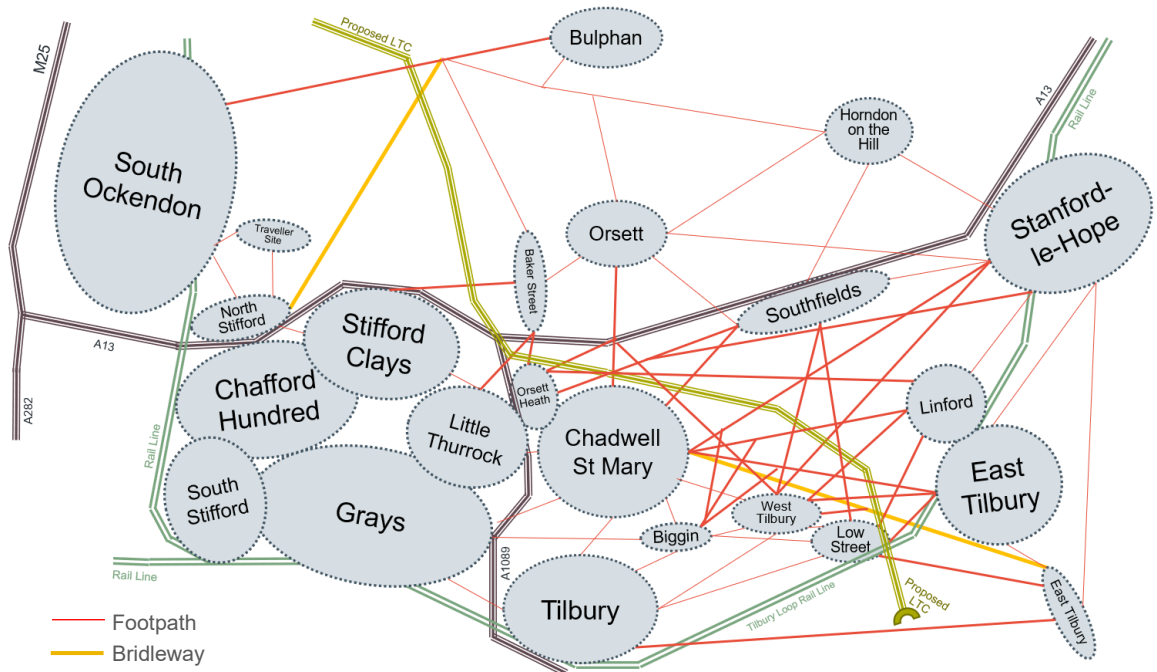 Proposed LTC
Bulphan
M25
A13
Rail Line
Horndon
on the
Hill
South
Ockendon
Stanford-
le-Hope
Traveller
Site
Orsett
Baker Street
North
Stifford
Southfields
Stifford
Clays
A13
Chafford
Hundred
Orsett
Heath
Linford
A282
Little
Thurrock
Chadwell
St Mary
Rail Line
East
Tilbury
South
Stifford
Grays
West
Tilbury
Biggin
Low
Street
A1089
Rail Line
Proposed
LTC
Tilbury
Tilbury Loop Rail Line
East Tilbury
Footpath
Bridleway